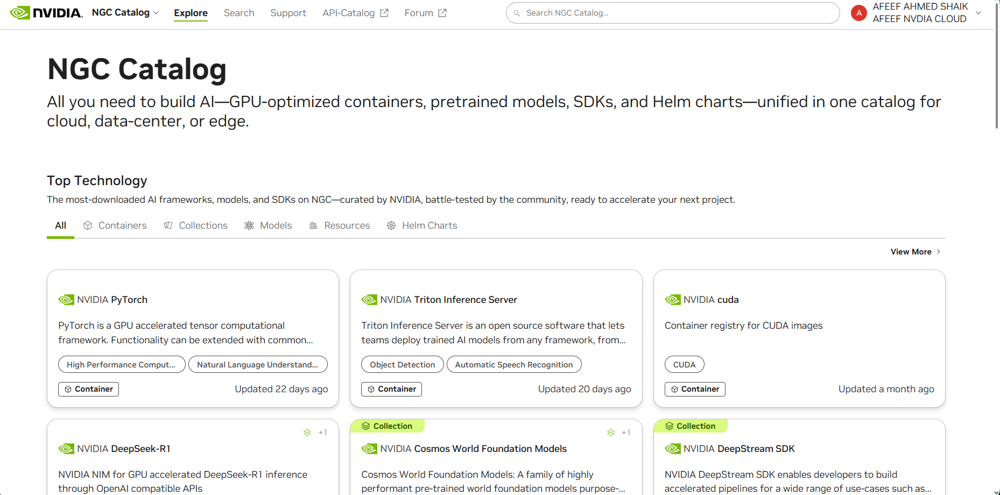 NVIDIA.
NGC Catalog
Explore
Search
Support
API-Catalog
Forum
Search NGC Catalog...
A
AFEEF AHMED SHAIK
AFEEF NVDIA CLOUD
NGC Catalog
All you need to build AI—GPU-optimized containers, pretrained models, SDKs, and Helm charts—unified in one catalog for
cloud, data-center, or edge.
Top Technology
The most-downloaded AI frameworks, models, and SDKs on NGC—curated by NVIDIA, battle-tested by the community, ready to accelerate your next project.
All
Containers
Collections
Models
Resources
Helm Charts
View More
NVIDIA PyTorch
PyTorch is a GPU accelerated tensor computational
framework. Functionality can be extended with common...
High Performance Comput...
Natural Language Understand...
Container
Updated 22 days ago
NVIDIA Triton Inference Server
Triton Inference Server is an open source software that lets
teams deploy trained AI models from any framework, from...
Object Detection
Automatic Speech Recognition
Container
Updated 20 days ago
NVIDIA cuda
Container registry for CUDA images
CUDA
Container
Updated a month ago
+1
NVIDIA DeepSeek-R1
NVIDIA NIM for GPU accelerated DeepSeek-R1 inference
through OpenAI compatible APIs
Collection
+1
NVIDIA Cosmos World Foundation Models
Cosmos World Foundation Models: A family of highly
performant pre-trained world foundation models purpose-...
Collection
NVIDIA DeepStream SDK
NVIDIA DeepStream SDK enables developers to build
accelerated pipelines for a wide range of use-cases such as...